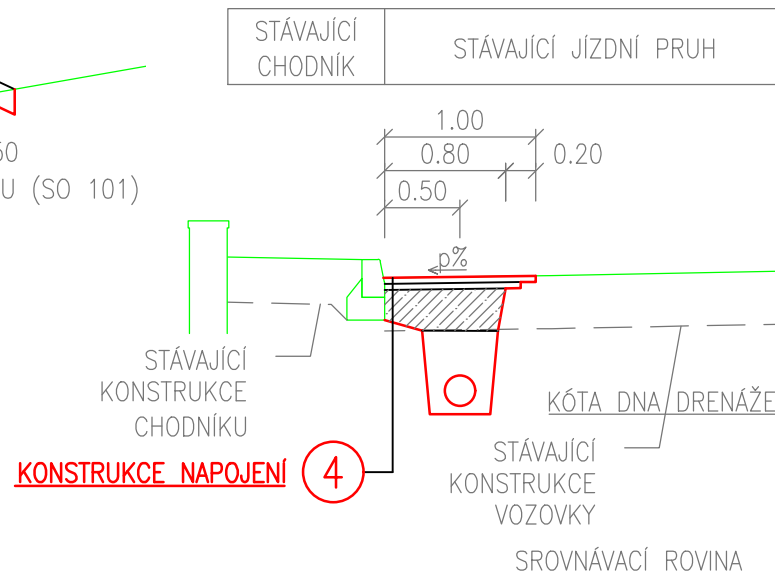 STÁVAJÍCÍ
CHODNÍK
STÁVAJÍCÍ JÍZDNÍ PRUH
1.00
0.80
0.20
0.50
U (SO 101)
p%
STÁVAJÍCÍ
KONSTRUKCE
CHODNÍKU
KÓTA DNA DRENÁŽE
KONSTRUKCE NAPOJENÍ
4
STÁVAJÍCÍ
KONSTRUKCE
VOZOVKY
SROVNÁVACÍ ROVINA